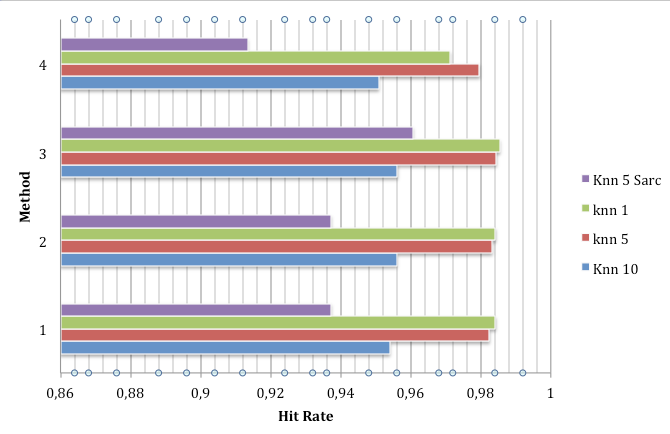 4
3
2
1
Method
0,86
0,88
0,9
0,92
0,94
0,96
0,98
1
Hit Rate
Knn 5 Sarc
knn 1
knn 5
Knn 10